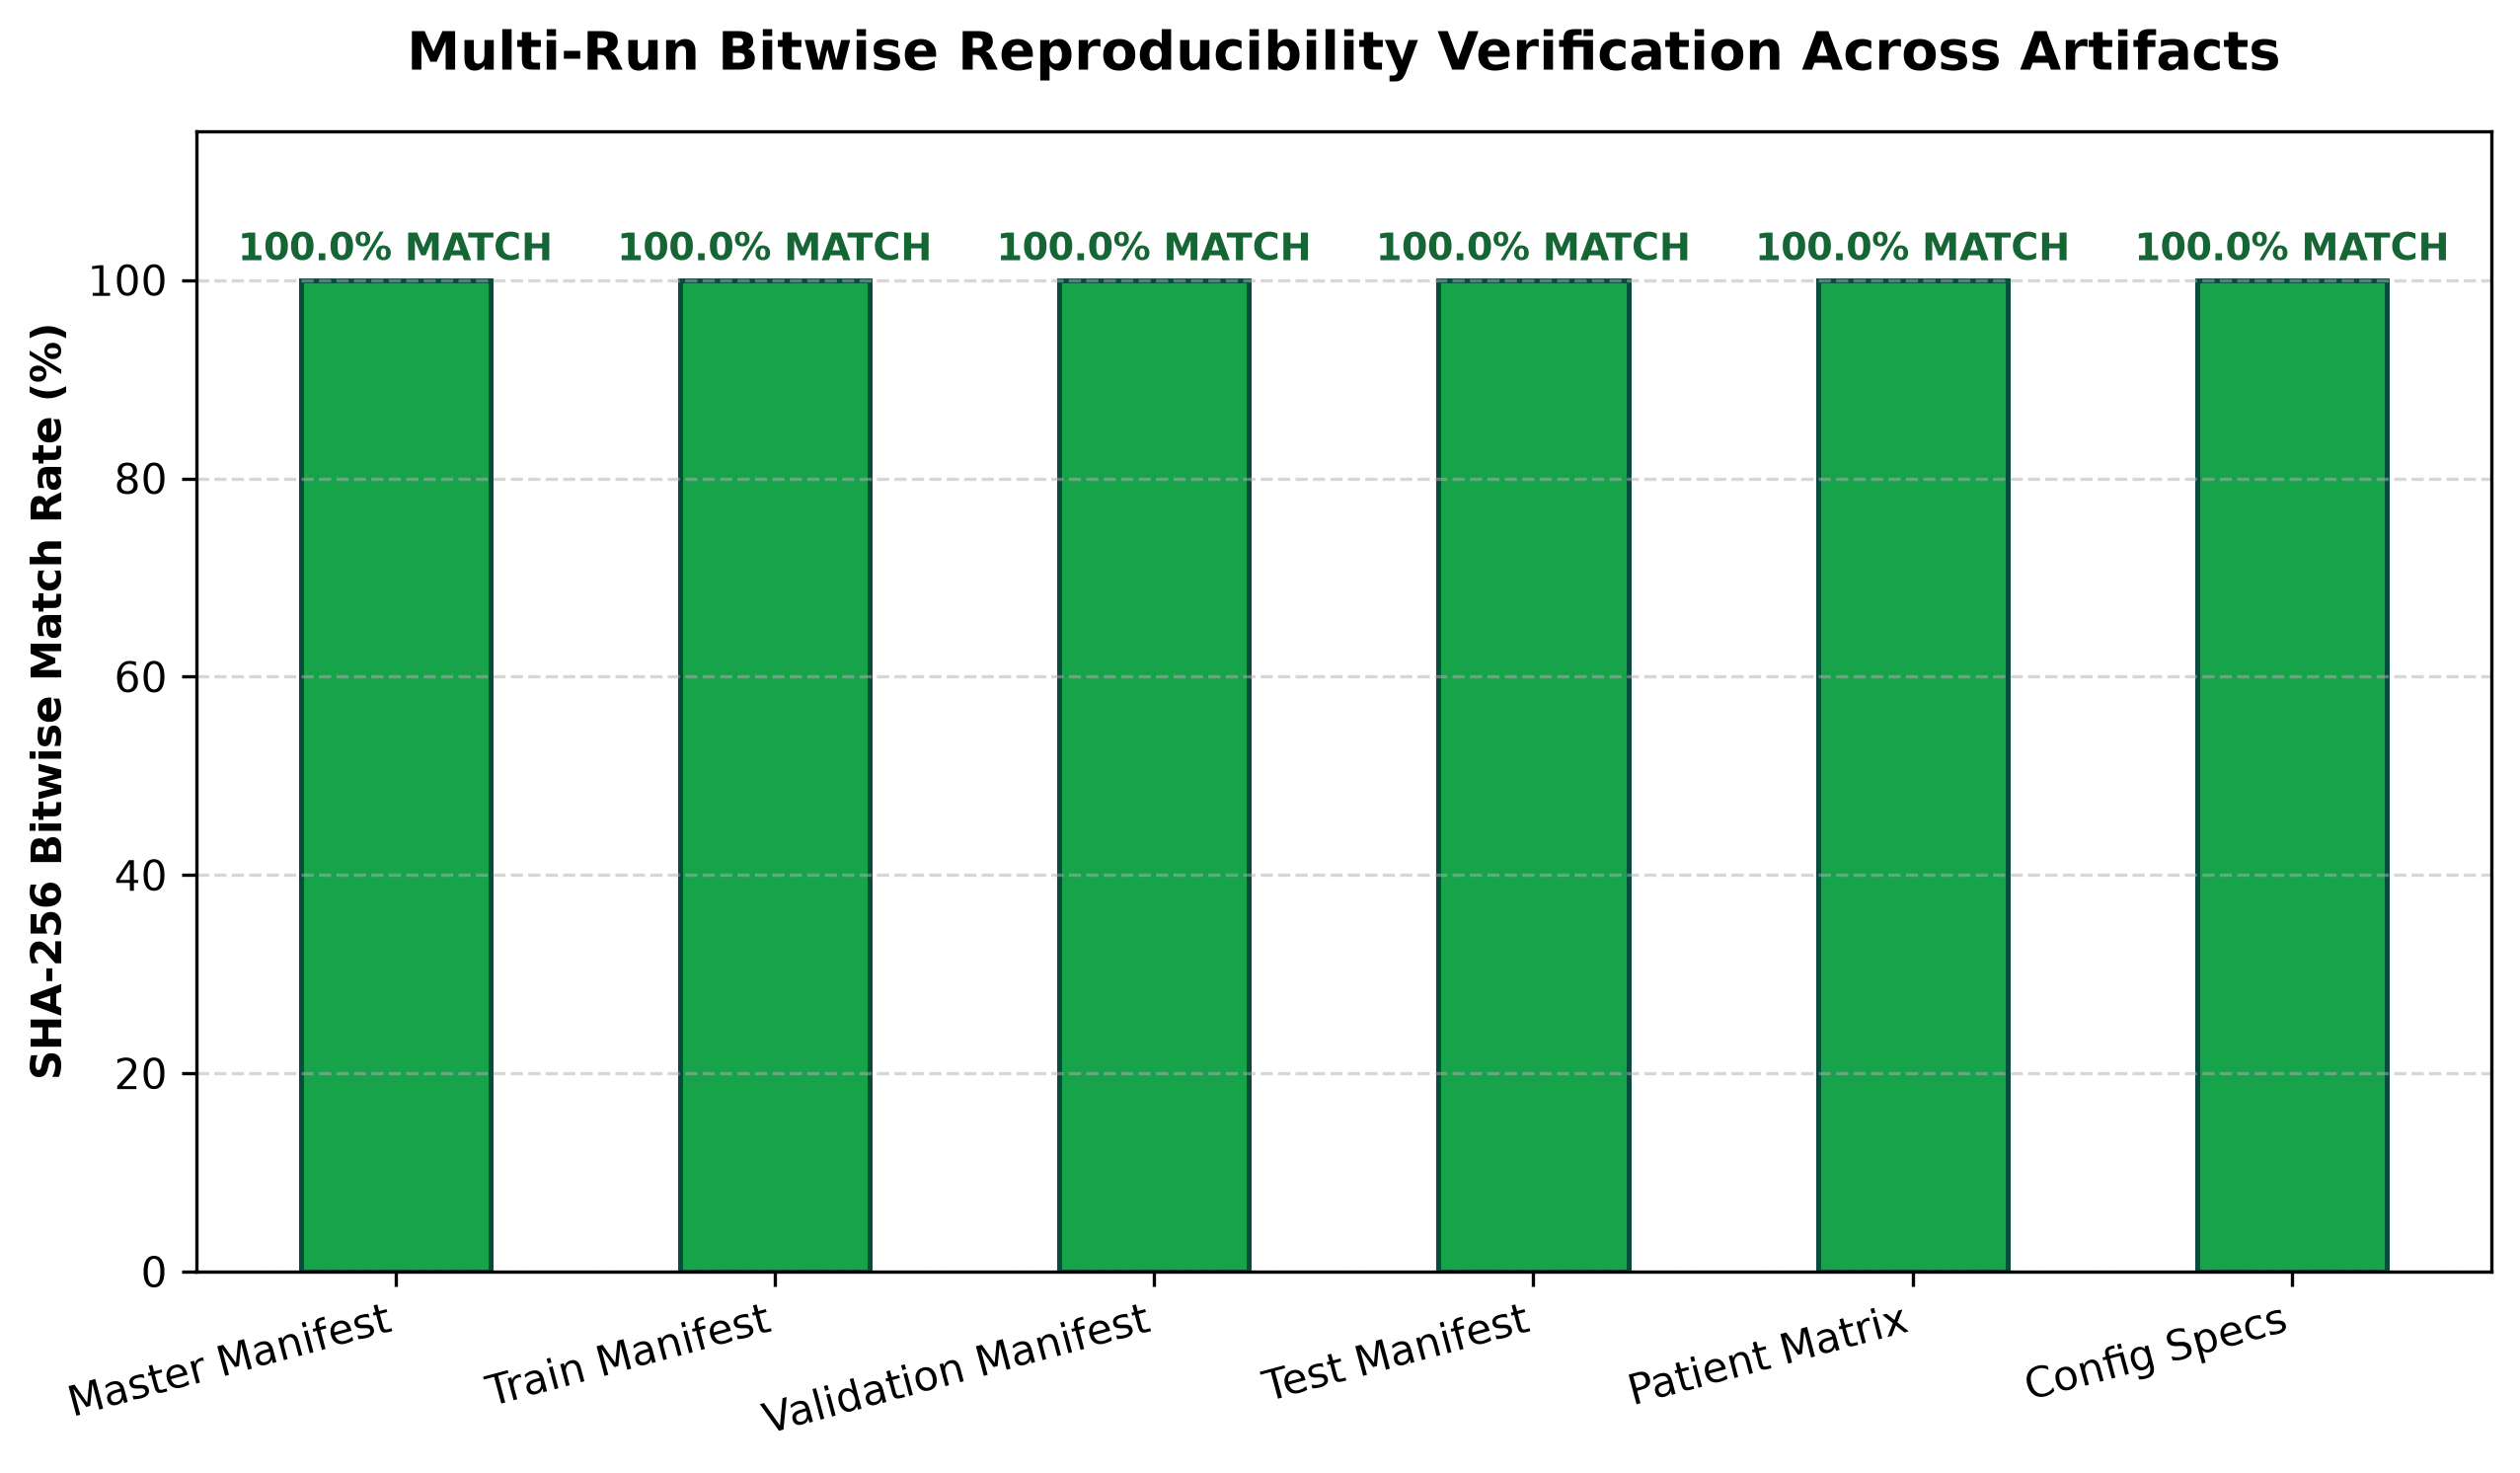 Multi-Run Bitwise Reproducibility Verification Across Artifacts
100.0% MATCH 100.0% MATCH 100.0% MATCH 100.0% MATCH 100.0% MATCH 100.0% MATCH
SHA-256 Bitwise Match Rate (%)
100
80
60
40
20
0
Master Manifest
Train Manifest
Validation Manifest
Test Manifest
Patient Matrix
Config Specs